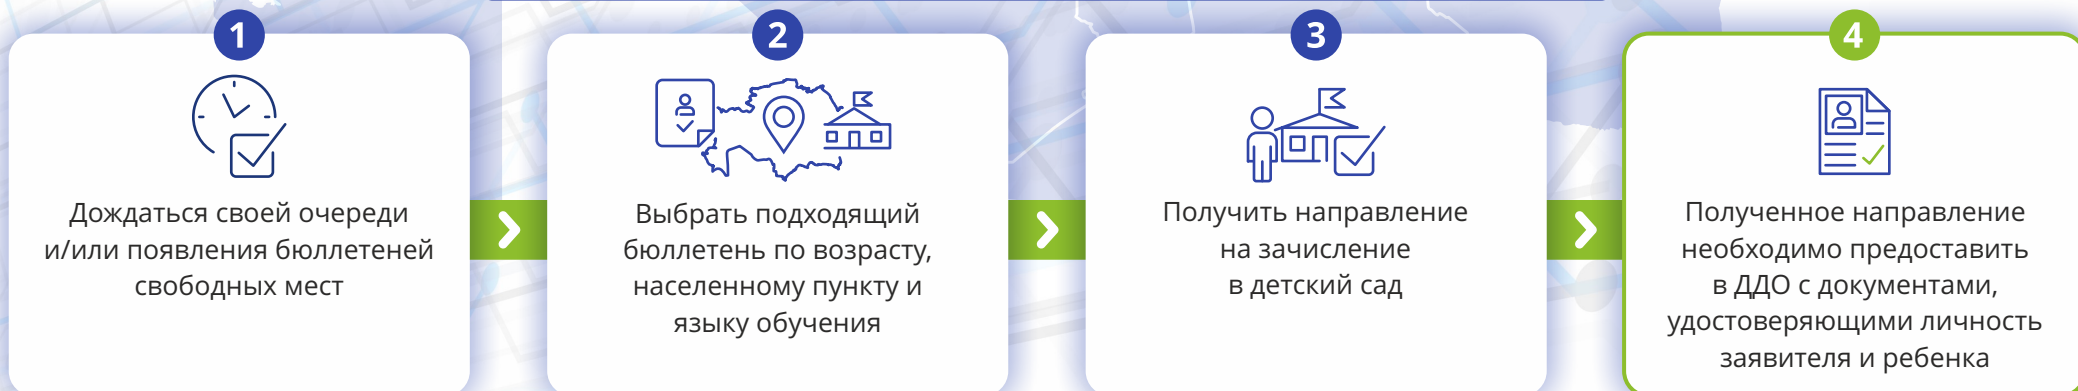 1
Дождаться своей очереди
и/или появления бюллетеней
свободных мест
2
Выбрать подходящий
бюллетень по возрасту,
населенному пункту и
языку обучения
3
Получить направление
на зачисление
в детский сад
4
Полученное направление
необходимо предоставить
в ДДО с документами,
удостоверяющими личность
заявителя и ребенка